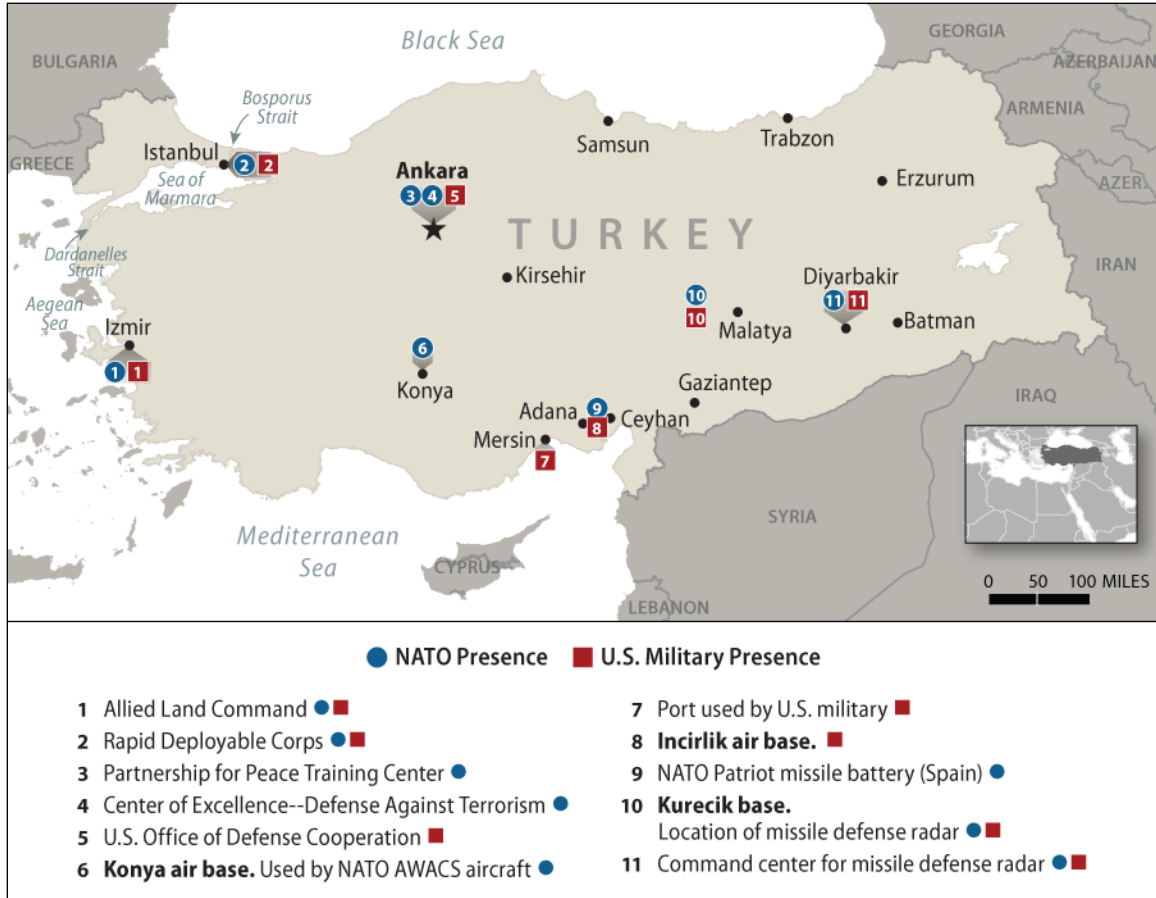 Black Sea
GEORGIA
BULGARIA
AZERBAIJAN
Bosporus
Strait
ARMENIA
Samsun
Trabzon
Istanbul
2 2
GREECE
Ankara
Sea of
Marmara
Erzurum
AZER.
3 4 5
TURKEY
Dardanelles
Strait
IRAN
Kirsehir
Diyarbakir
Aegean
Sea
10
11 11
10
Malatya
Batman
Izmir
6
1 1
Konya
Gaziantep
IRAQ
Adana
9
Ceyhan
8
Mersin
7
SYRIA
Mediterranean
Sea
CYPRUS
0 50 100 MILES
LEBANON
NATO Presence U.S. Military Presence
1 Allied Land Command
2 Rapid Deployable Corps
3 Partnership for Peace Training Center
4 Center of Excellence--Defense Against Terrorism
5 U.S. Office of Defense Cooperation
6 Konya air base. Used by NATO AWACS aircraft
7 Port used by U.S. military
8 Incirlik air base.
9 NATO Patriot missile battery (Spain)
10 Kurecik base.
Location of missile defense radar
11 Command center for missile defense radar